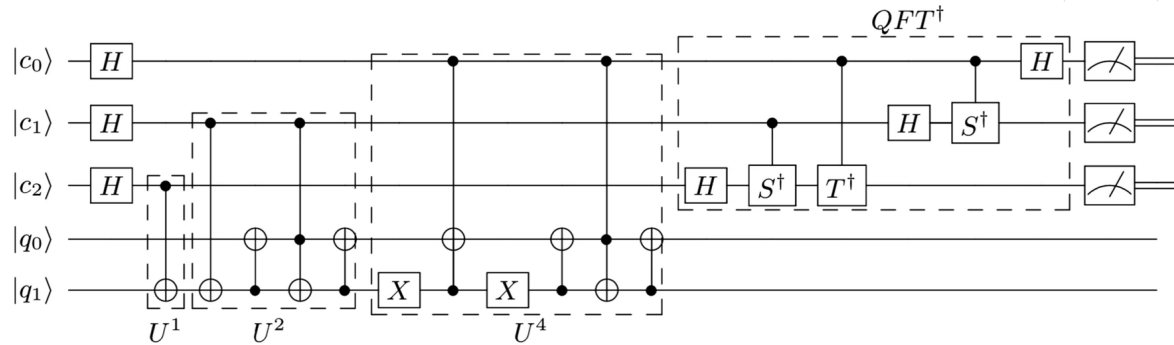 QFT†
|c₀⟩ H H
|c₁⟩ H H S†
|c₂⟩ H H S† T†
|q₀⟩
|q₁⟩ X X
U¹ U² U⁴